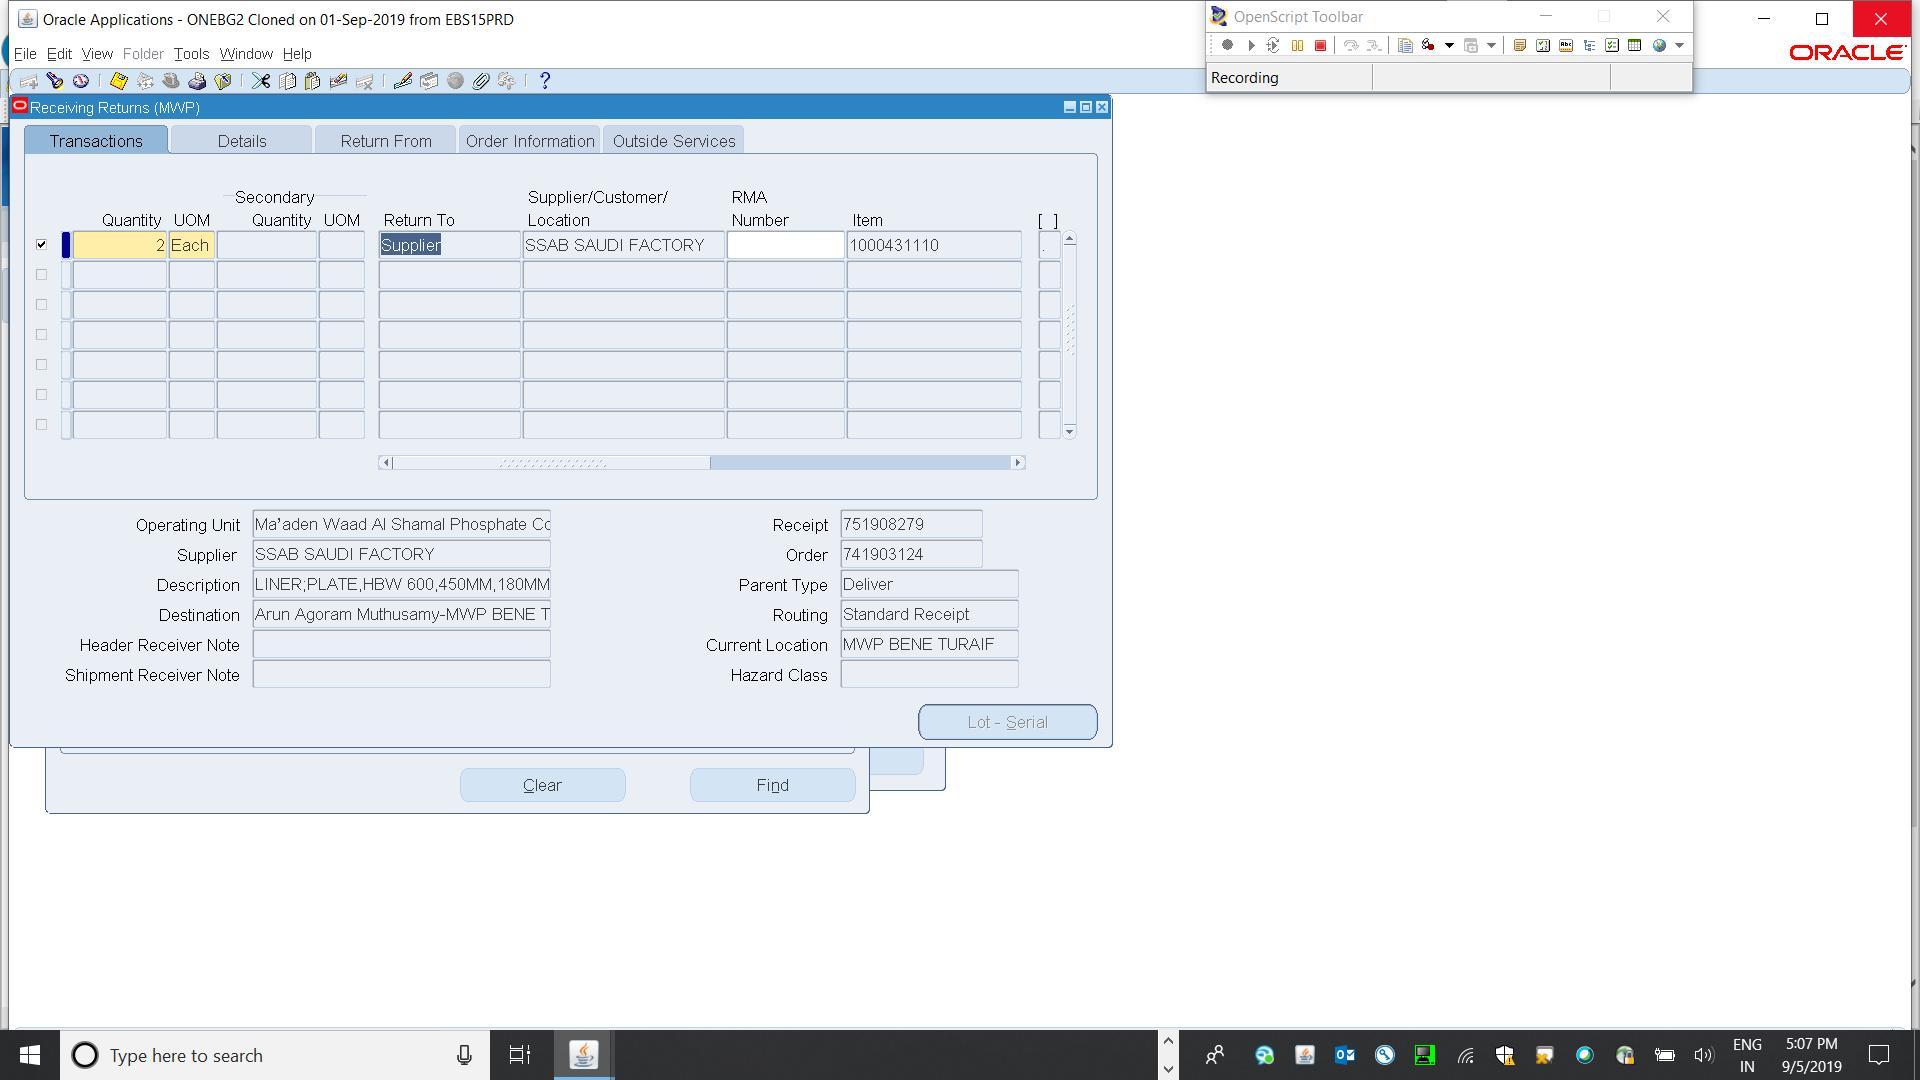 Oracle Applications - ONEBG2 Cloned on 01-Sep-2019 from EBS15PRD
OpenScript Toolbar
File Edit View Folder Tools Window Help
ORACLE
Recording
Receiving Returns (MWP)
Transactions Details Return From Order Information Outside Services
Secondary Supplier/Customer/ RMA
Quantity UOM Quantity UOM Return To Location Number Item [ ]
2 Each Supplier SSAB SAUDI FACTORY 1000431110 .
Operating Unit Ma'aden Waad Al Shamal Phosphate Co Receipt 751908279
Supplier SSAB SAUDI FACTORY Order 741903124
Description LINER;PLATE,HBW 600,450MM,180MM Parent Type Deliver
Destination Arun Agoram Muthusamy-MWP BENE T Routing Standard Receipt
Header Receiver Note Current Location MWP BENE TURAIF
Shipment Receiver Note Hazard Class
Lot - Serial
Clear Find
Type here to search
ENG
IN
5:07 PM
9/5/2019